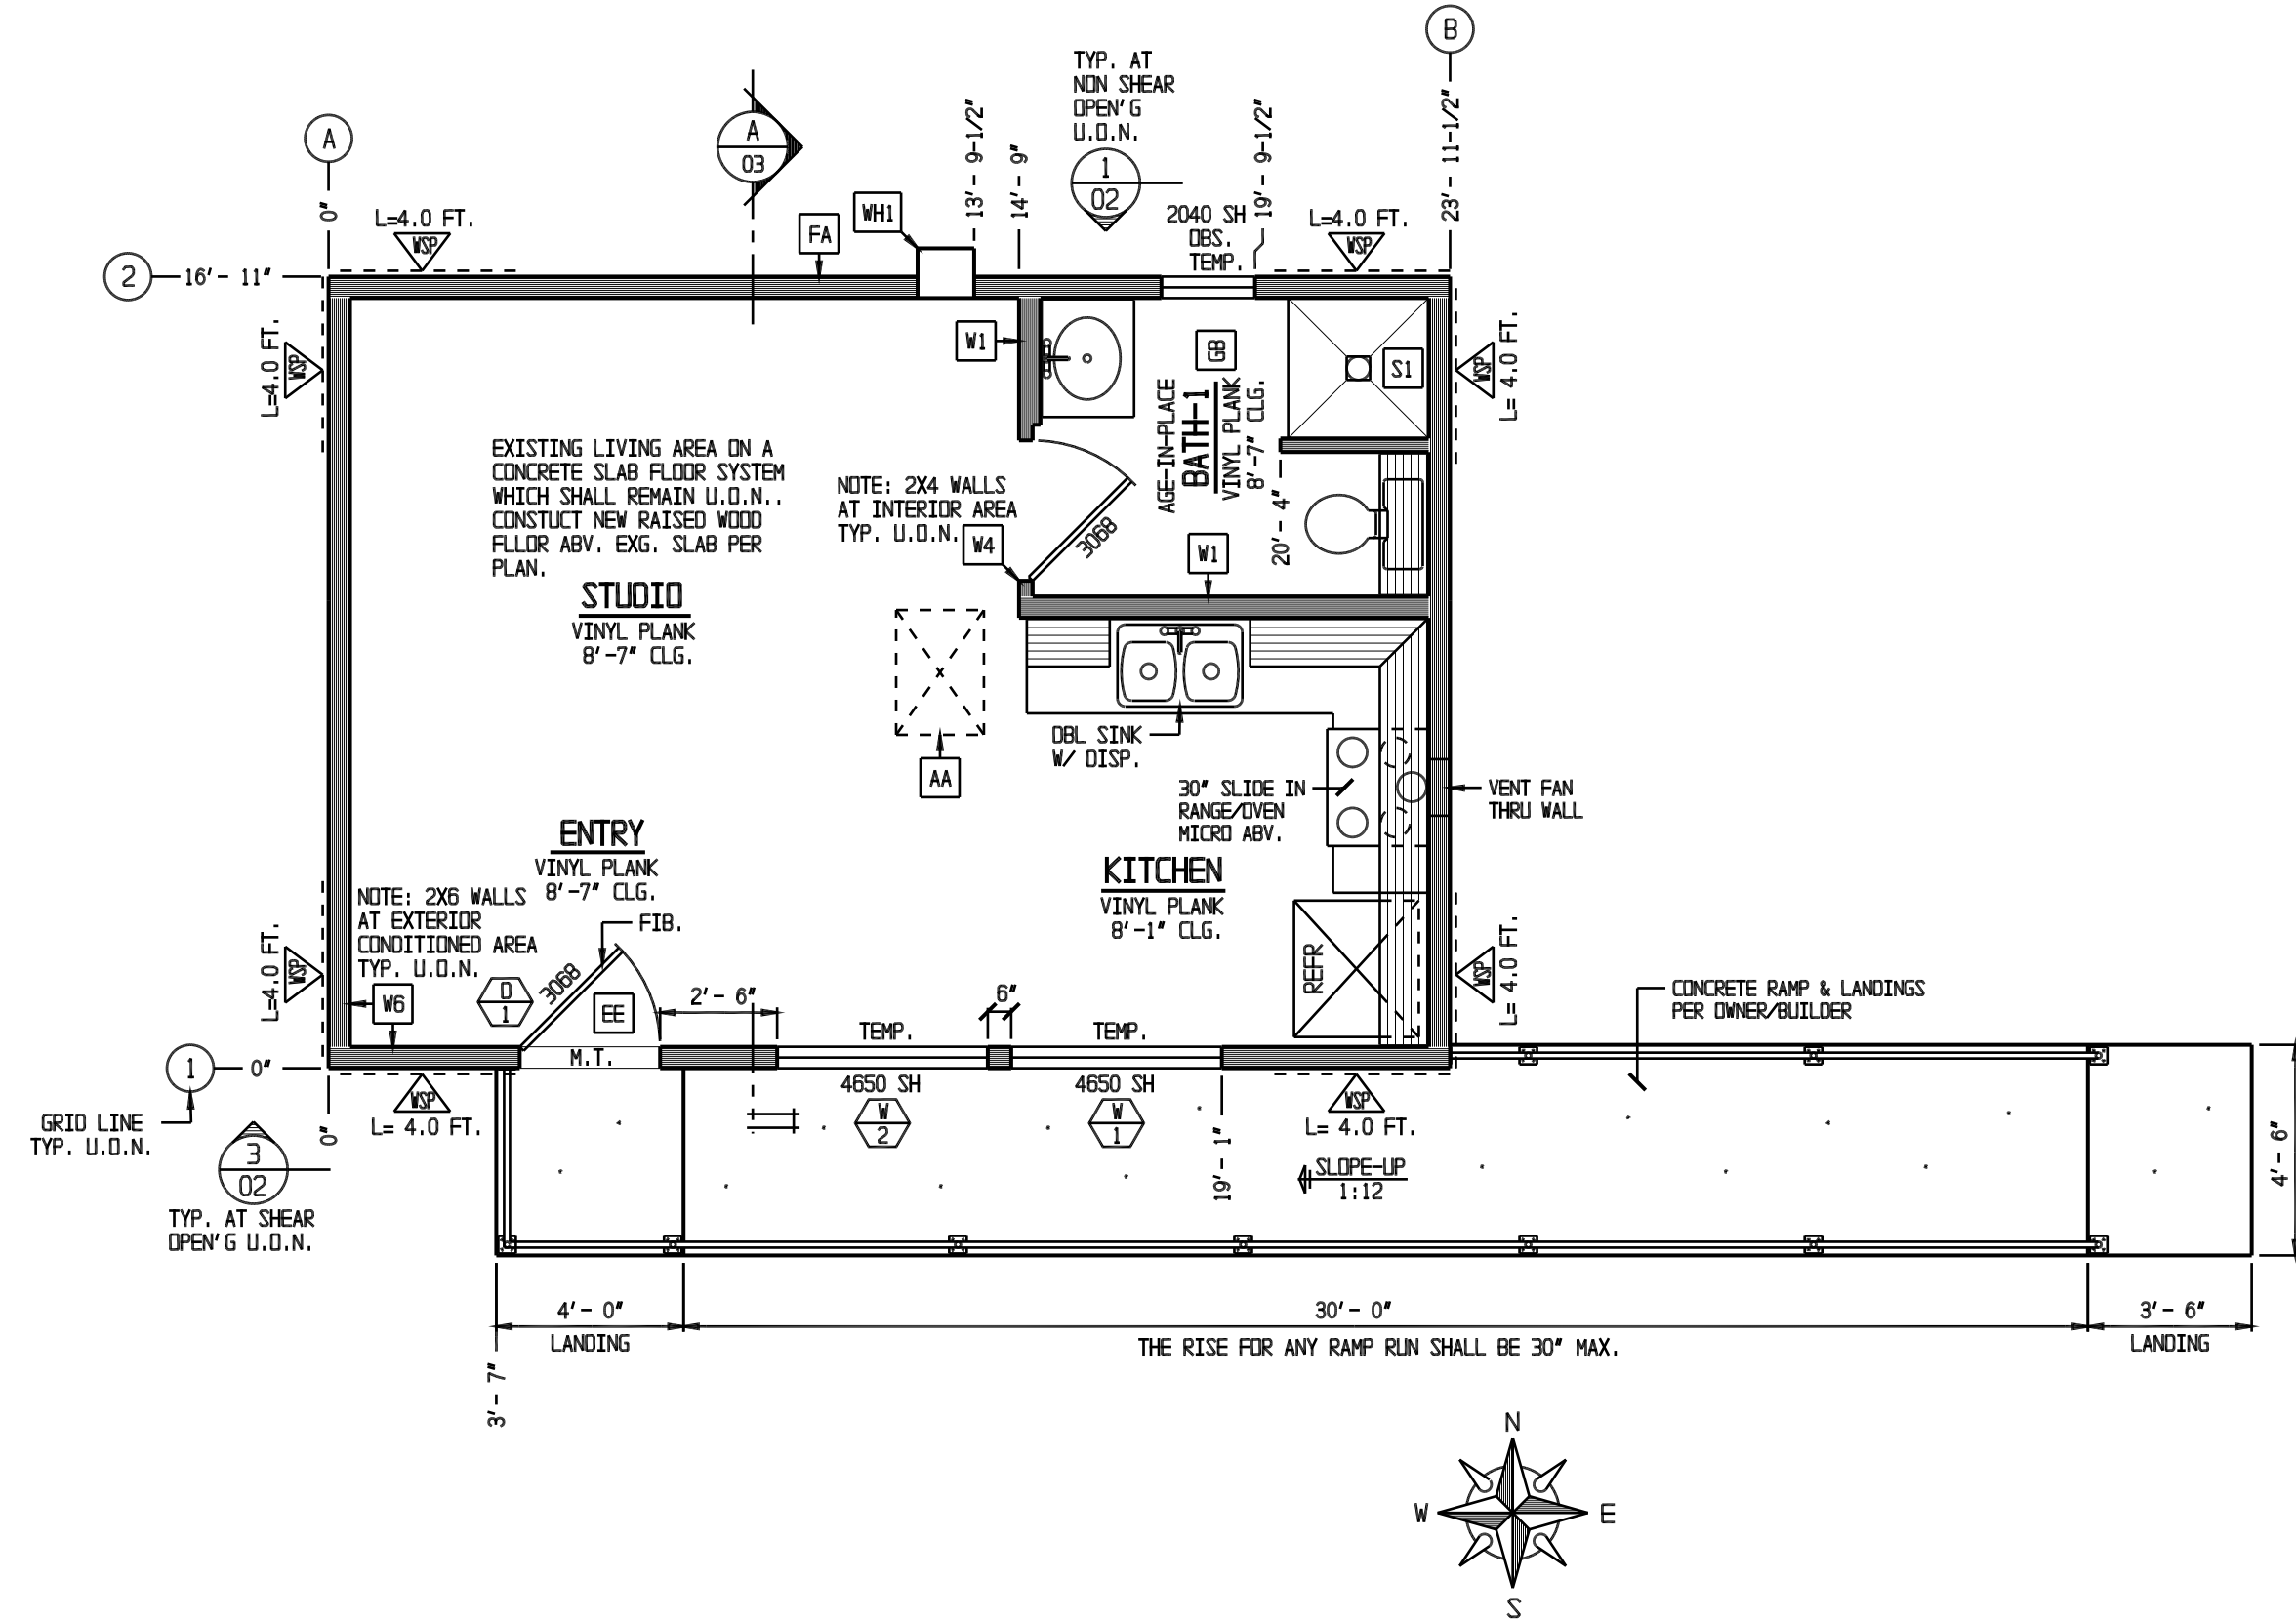 B
TYP. AT
NON SHEAR
OPEN'G
U.O.N.
A
A
03
13'- 9-1/2"
14'- 9"
1
02
19'- 9-1/2"
23'- 11-1/2"
0"
L=4.0 FT.
WSP
FA
WH1
2040 SH
OBS.
TEMP.
L=4.0 FT.
WSP
2
16'- 11"
L=4.0 FT.
WSP
W1
GB
S1
WSP
L= 4.0 FT.
AGE-IN-PLACE
BATH-1
VINYL PLANK
8'-7" CLG.
EXISTING LIVING AREA ON A
CONCRETE SLAB FLOOR SYSTEM
WHICH SHALL REMAIN U.O.N..
CONSTUCT NEW RAISED WOOD
FLLOR ABV. EXG. SLAB PER
PLAN.
NOTE: 2X4 WALLS
AT INTERIOR AREA
TYP. U.O.N.
W4
3068
W1
20'- 4"
STUDIO
VINYL PLANK
8'-7" CLG.
AA
DBL SINK
W/ DISP.
30" SLIDE IN
RANGE/OVEN
MICRO ABV.
VENT FAN
THRU WALL
ENTRY
VINYL PLANK
8'-7" CLG.
KITCHEN
VINYL PLANK
8'-1" CLG.
NOTE: 2X6 WALLS
AT EXTERIOR
CONDITIONED AREA
TYP. U.O.N.
FIB.
L=4.0 FT.
WSP
W6
D
1
3068
EE
2'- 6"
6"
REFR
WSP
L= 4.0 FT.
CONCRETE RAMP & LANDINGS
PER OWNER/BUILDER
TEMP.
TEMP.
1
0"
M.T.
4650 SH
4650 SH
WSP
L= 4.0 FT.
W
2
W
1
WSP
L= 4.0 FT.
GRID LINE
TYP. U.O.N.
0"
3
02
19'- 1"
SLOPE-UP
1:12
4'- 6"
TYP. AT SHEAR
OPEN'G U.O.N.
4'- 0"
LANDING
30'- 0"
THE RISE FOR ANY RAMP RUN SHALL BE 30" MAX.
3'- 6"
LANDING
3'- 7"
N
W
E
S